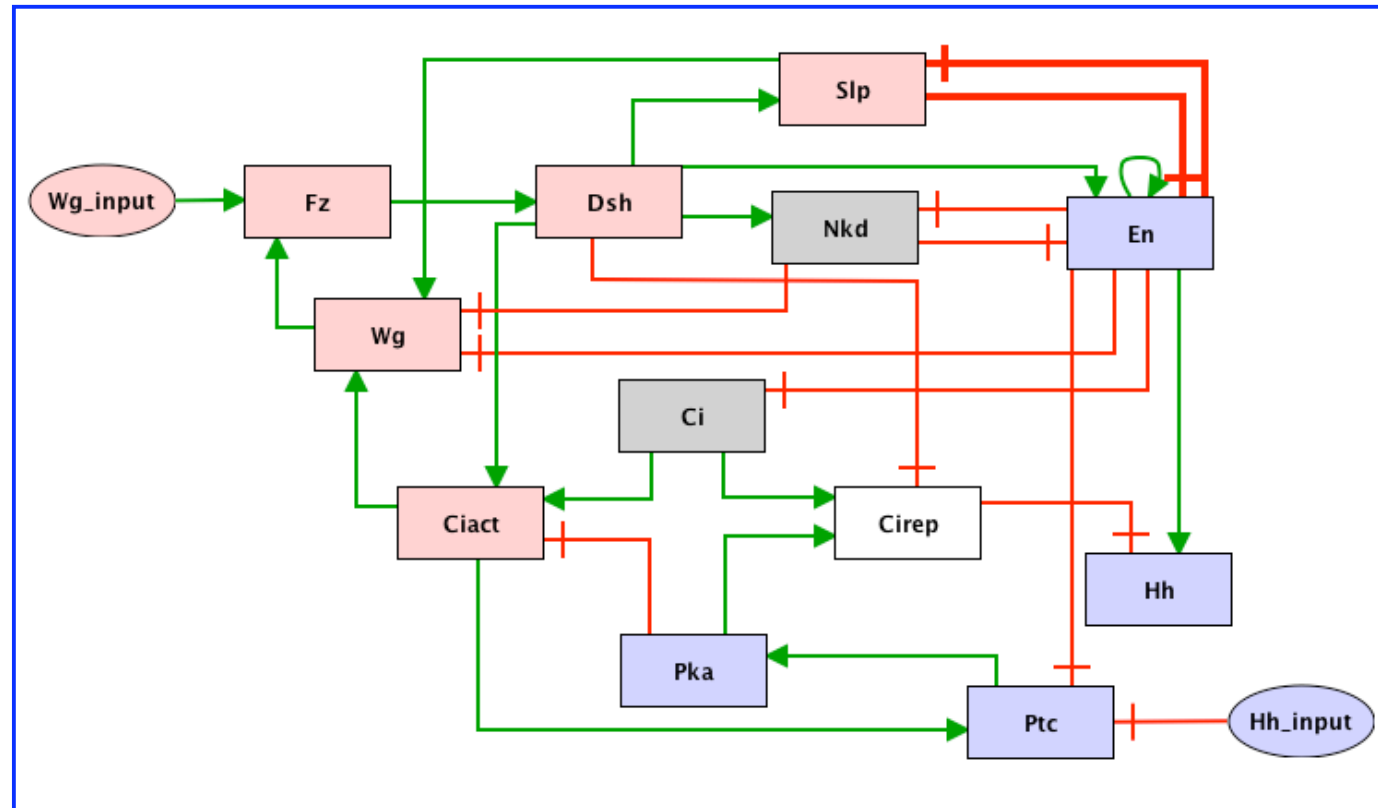 Slp
Wg_input
Fz
Dsh
Nkd
En
Wg
Ci
Ciact
Cirep
Hh
Pka
Ptc
Hh_input